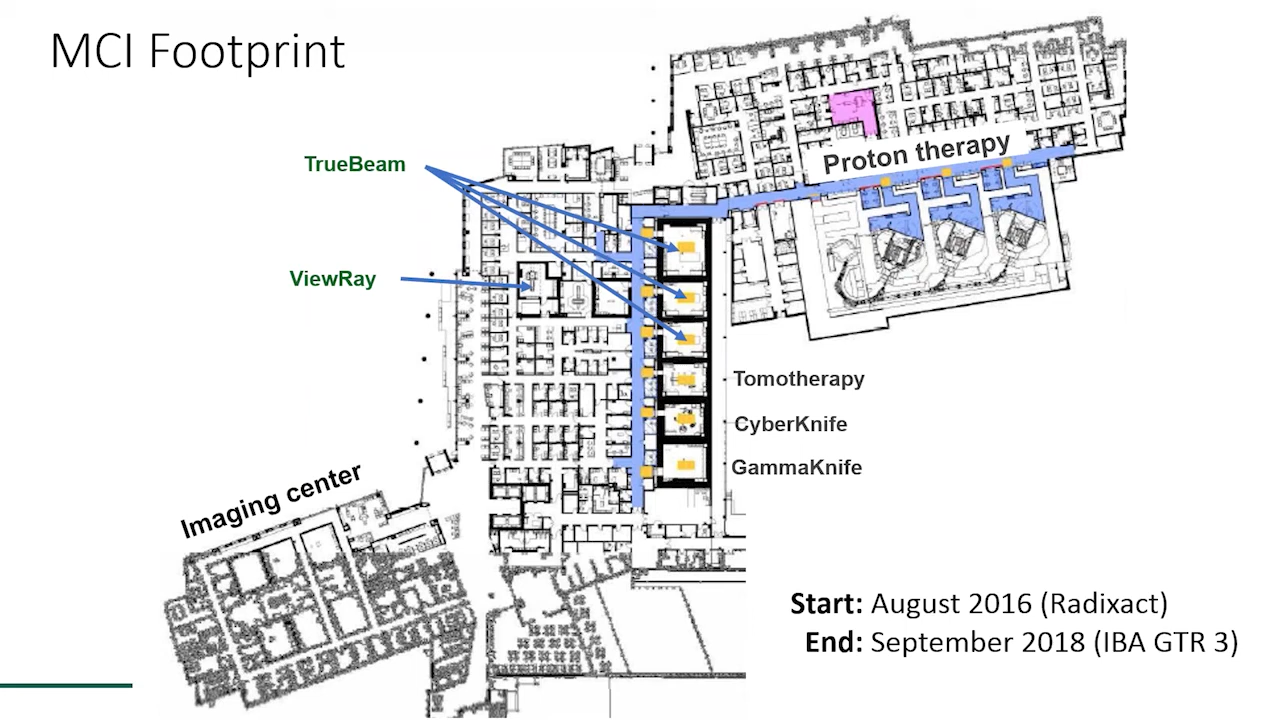 MCI Footprint
TrueBeam
Proton therapy
ViewRay
Tomotherapy
CyberKnife
GammaKnife
Imaging center
Start: August 2016 (Radixact)
End: September 2018 (IBA GTR 3)